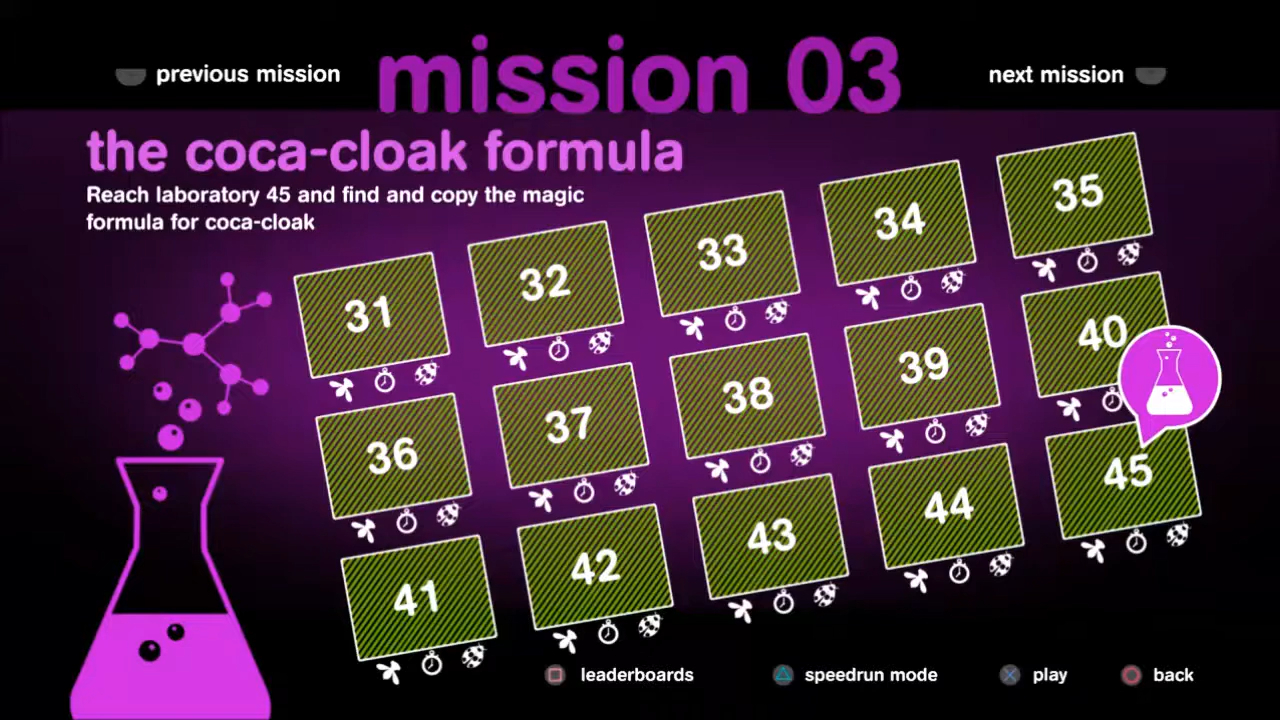 mission 03
previous mission
next mission
the coca-cloak formula
Reach laboratory 45 and find and copy the magic
formula for coca-cloak
31
32
33
34
35
36
37
38
39
40
41
42
43
44
45
leaderboards
speedrun mode
play
back